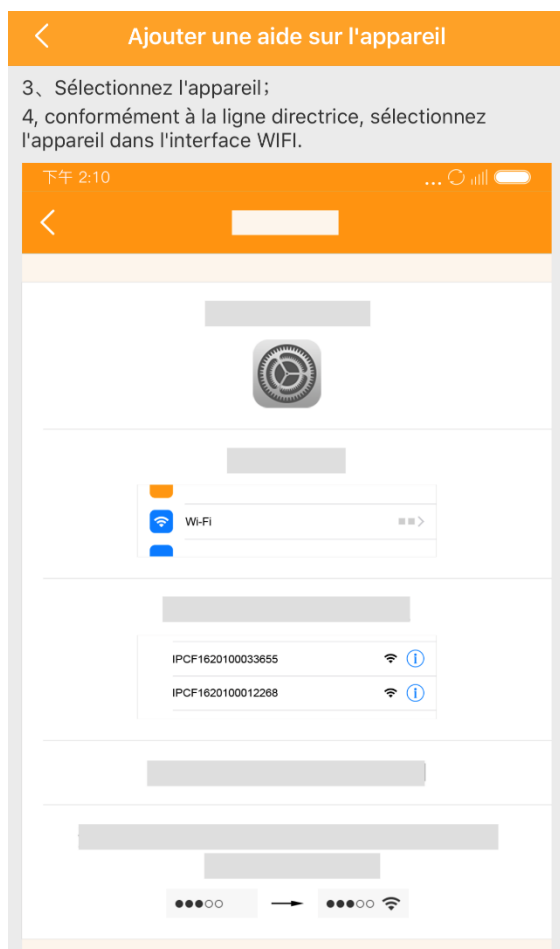 Ajouter une aide sur l'appareil
3、Sélectionnez l'appareil；
4, conformément à la ligne directrice, sélectionnez
l'appareil dans l'interface WIFI.
下午 2:10
Wi-Fi
IPCF1620100033655
IPCF1620100012268